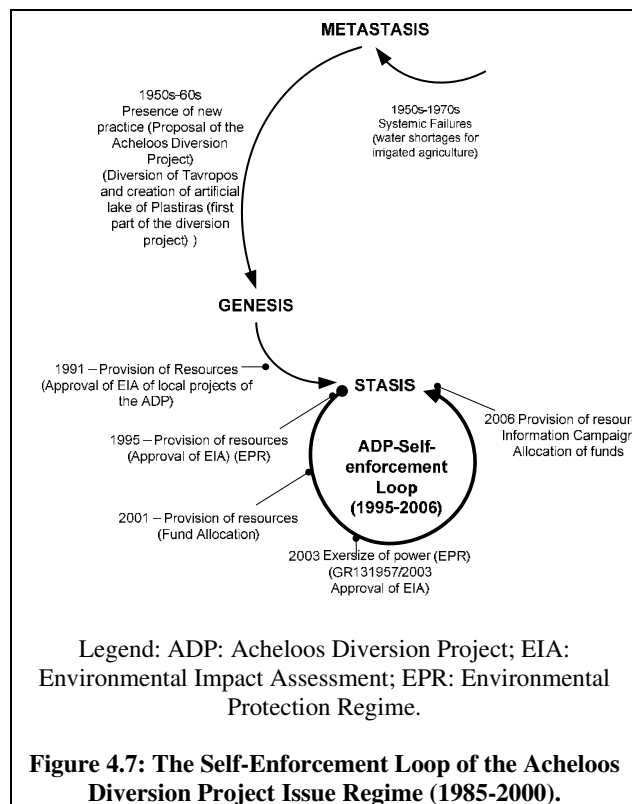 METASTASIS
1950s-60s
Presence of new
practice (Proposal of the
Acheloos Diversion
Project)
(Diversion of Tavropos
and creation of artificial
lake of Plastiras (first
part of the diversion
project) )
1950s-1970s
Systemic Failures
(water shortages for
irrigated agriculture)
GENESIS
1991 – Provision of Resources
(Approval of EIA of local projects of
the ADP)
STASIS
1995 – Provision of resources
(Approval of EIA) (EPR)
2001 – Provision of resources
(Fund Allocation)
ADP-Self-
enforcement
Loop
(1995-2006)
2006 Provision of resour
Information Campaign
Allocation of funds
2003 Exersize of power (EPR)
(GR131957/2003
Approval of EIA)
Legend: ADP: Acheloos Diversion Project; EIA:
Environmental Impact Assessment; EPR: Environmental
Protection Regime.
Figure 4.7: The Self-Enforcement Loop of the Acheloos
Diversion Project Issue Regime (1985-2000).